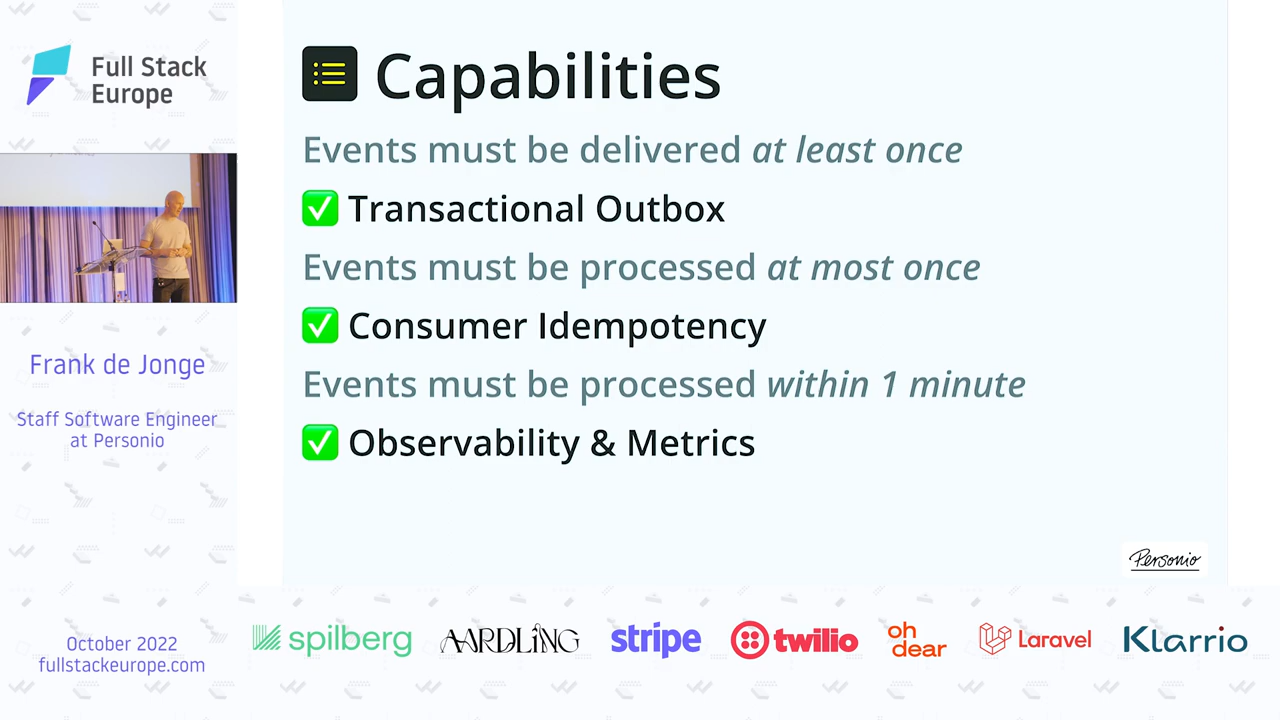 Full Stack
Europe
Capabilities
Events must be delivered at least once
Transactional Outbox
Events must be processed at most once
Consumer Idempotency
Events must be processed within 1 minute
Observability & Metrics
Personio
Frank de Jonge
Staff Software Engineer
at Personio
October 2022
fullstackeurope.com
spilberg
AARDLING
stripe
twilio
oh
dear
Laravel
Klarrio